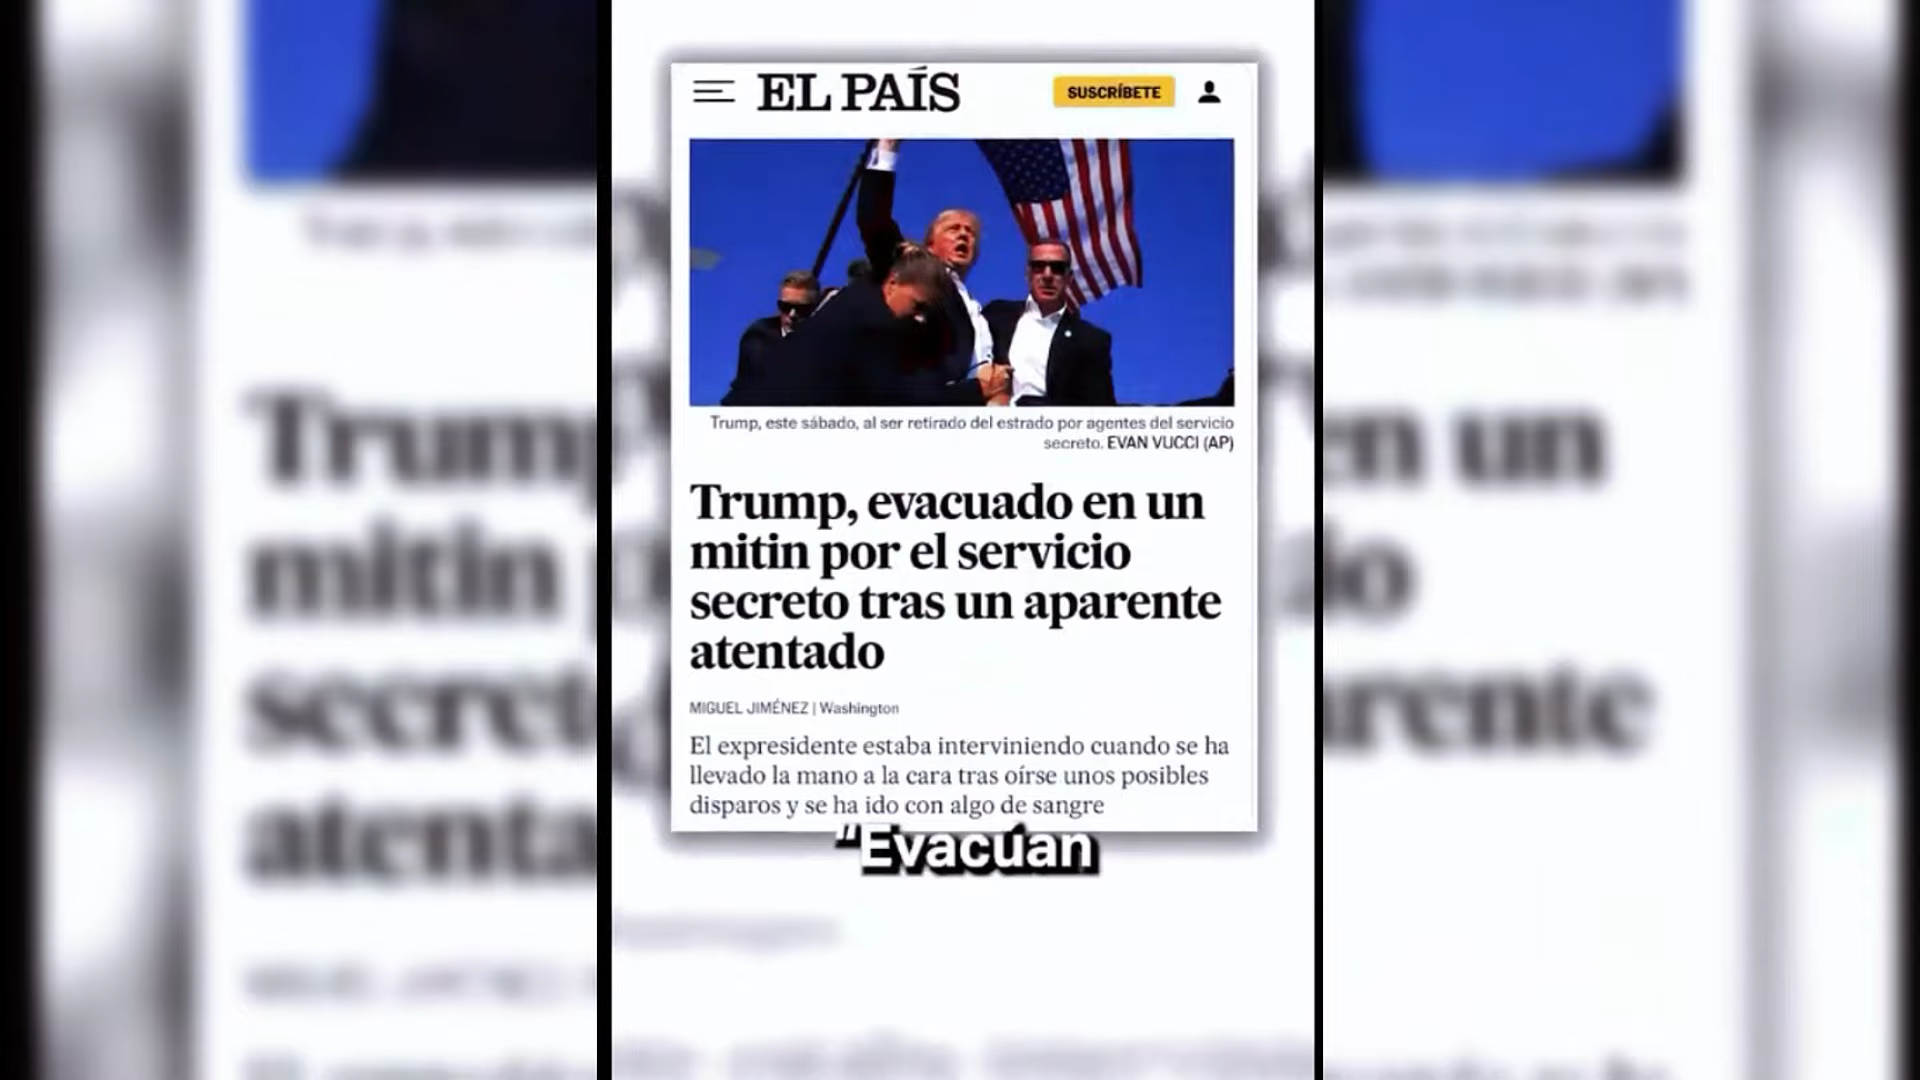 EL PAÍS
SUSCRÍBETE
Trump, este sábado, al ser retirado del estrado por agentes del servicio
secreto. EVAN VUCCI (AP)
Trump, evacuado en un
mitin por el servicio
secreto tras un aparente
atentado
MIGUEL JIMÉNEZ | Washington
El expresidente estaba interviniendo cuando se ha
llevado la mano a la cara tras oírse unos posibles
disparos y se ha ido con algo de sangre
"Evacúan